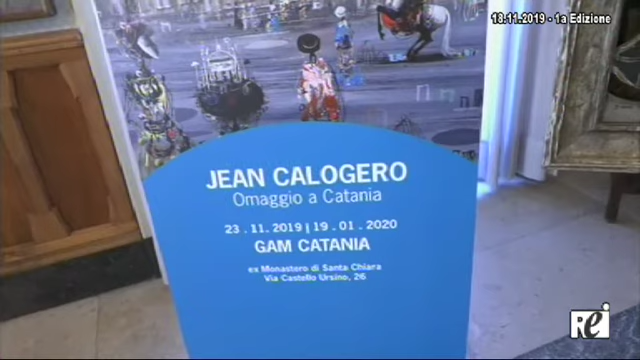 18.11.2019 - 1a Edizione
JEAN CALOGERO
Omaggio a Catania
23 . 11 . 2019 | 19 . 01 . 2020
GAM CATANIA
ex Monastero di Santa Chiara
Via Castello Ursino, 26
REI